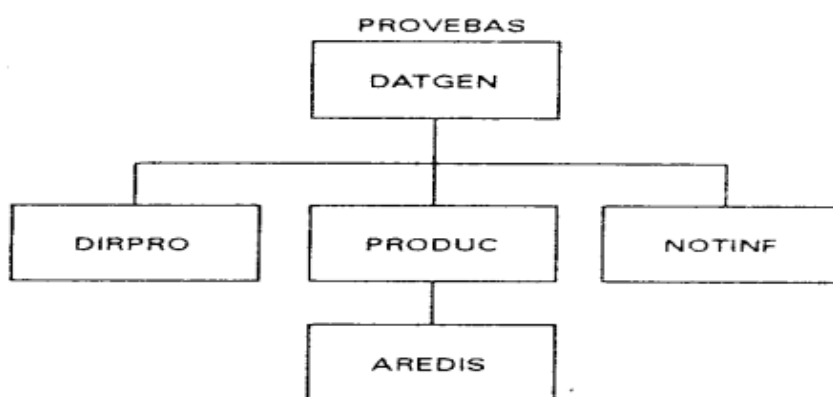 PROVEBAS
DATGEN
DIRPRO PRODUC NOTINF
AREDIS